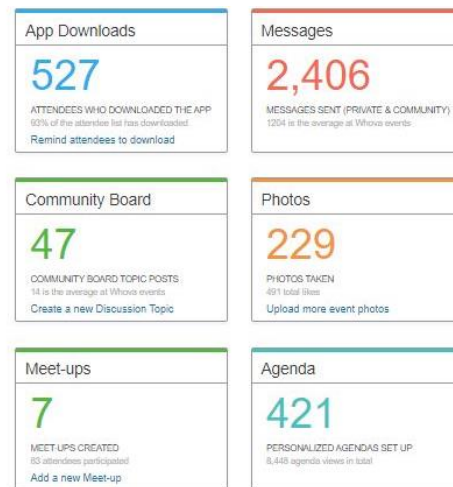 App Downloads
527
ATTENDEES WHO DOWNLOADED THE APP
93% of the attendee list has downloaded
Remind attendees to download
Messages
2,406
MESSAGES SENT (PRIVATE & COMMUNITY)
1204 is the average at Whova events
Community Board
47
COMMUNITY BOARD TOPIC POSTS
14 is the average at Whova events
Create a new Discussion Topic
Photos
229
PHOTOS TAKEN
491 total likes
Upload more event photos
Meet-ups
7
MEET-UPS CREATED
83 attendees participated
Add a new Meet-up
Agenda
421
PERSONALIZED AGENDAS SET UP
8,448 agenda views in total